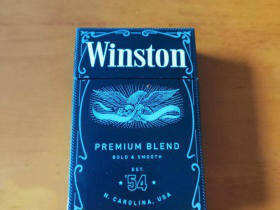 Winston
PREMIUM BLEND
BOLD & SMOOTH
EST.
'54
N. CAROLINA, USA